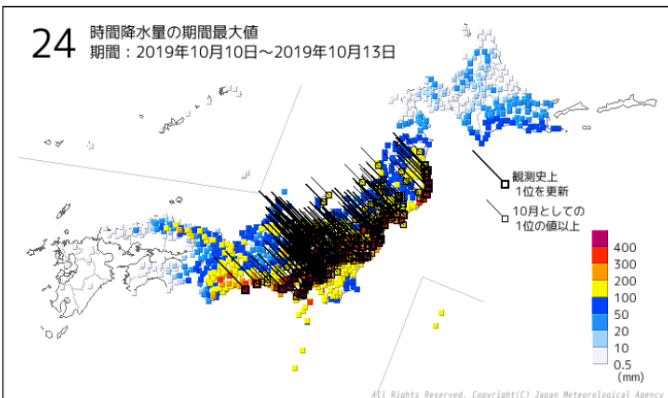 24 時間降水量の期間最大値
期間：2019年10月10日～2019年10月13日
観測史上
1位を更新
10月としての
1位の値以上
400
300
200
100
50
20
10
0.5
(mm)
All Rights Reserved, Copyright(C) Japan Meteorological Agency